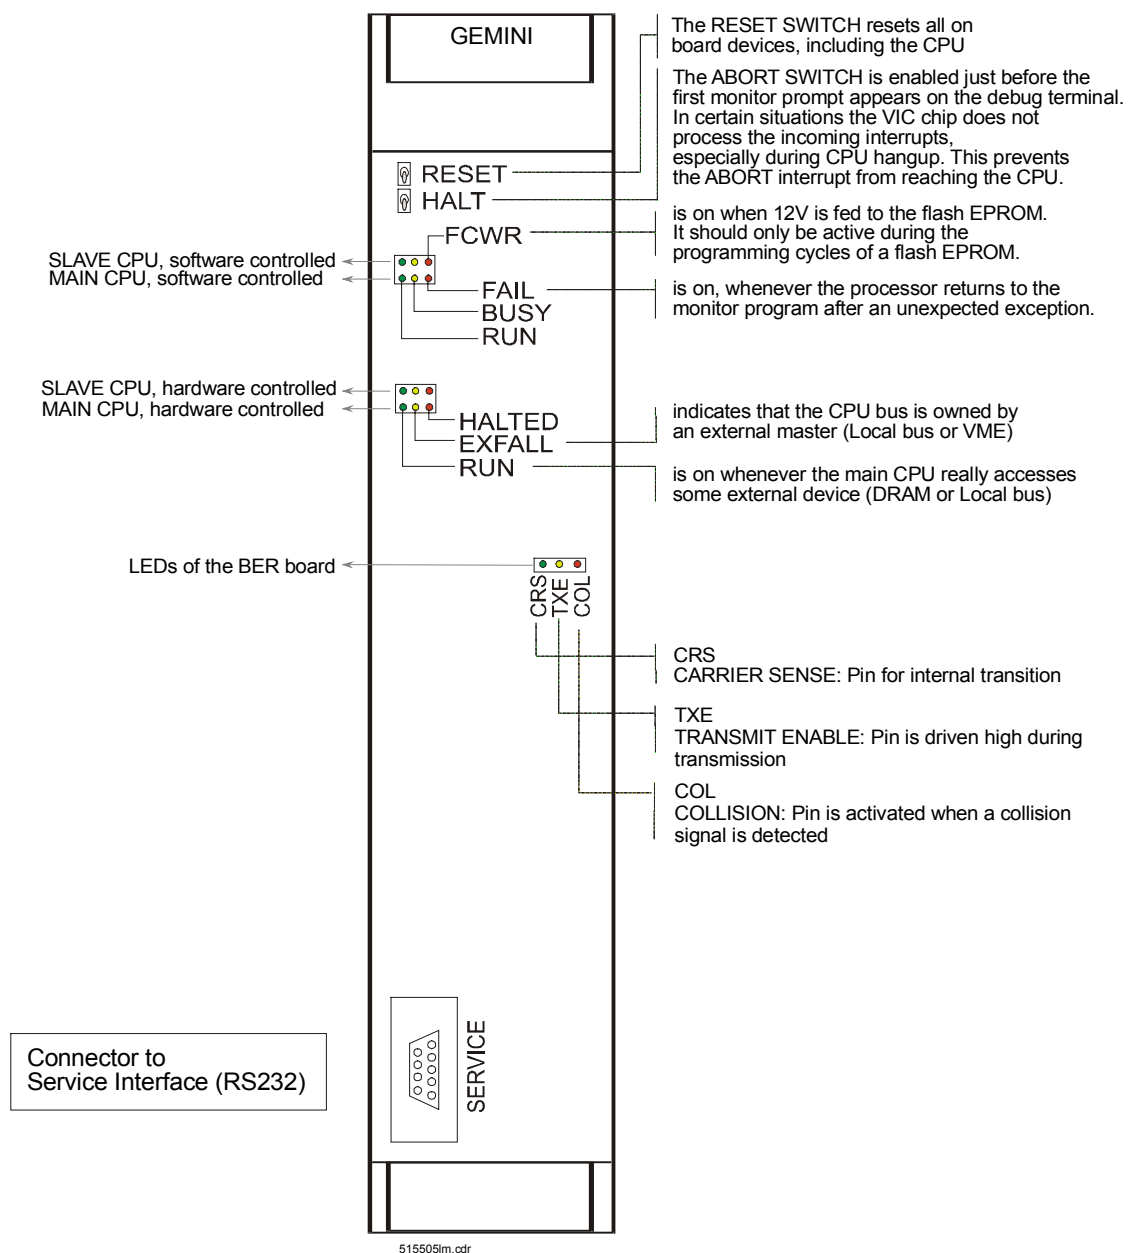 GEMINI
The RESET SWITCH resets all on
board devices, including the CPU
The ABORT SWITCH is enabled just before the
first monitor prompt appears on the debug terminal.
In certain situations the VIC chip does not
process the incoming interrupts,
especially during CPU hangup. This prevents
the ABORT interrupt from reaching the CPU.
RESET
HALT
is on when 12V is fed to the flash EPROM.
It should only be active during the
programming cycles of a flash EPROM.
FCWR
SLAVE CPU, software controlled
MAIN CPU, software controlled
FAIL
BUSY
RUN
is on, whenever the processor returns to the
monitor program after an unexpected exception.
SLAVE CPU, hardware controlled
MAIN CPU, hardware controlled
HALTED
EXFALL
RUN
indicates that the CPU bus is owned by
an external master (Local bus or VME)
is on whenever the main CPU really accesses
some external device (DRAM or Local bus)
LEDs of the BER board
CRS
TXE
COL
CRS
CARRIER SENSE: Pin for internal transition
TXE
TRANSMIT ENABLE: Pin is driven high during
transmission
COL
COLLISION: Pin is activated when a collision
signal is detected
Connector to
Service Interface (RS232)
SERVICE
515505lm.cdr